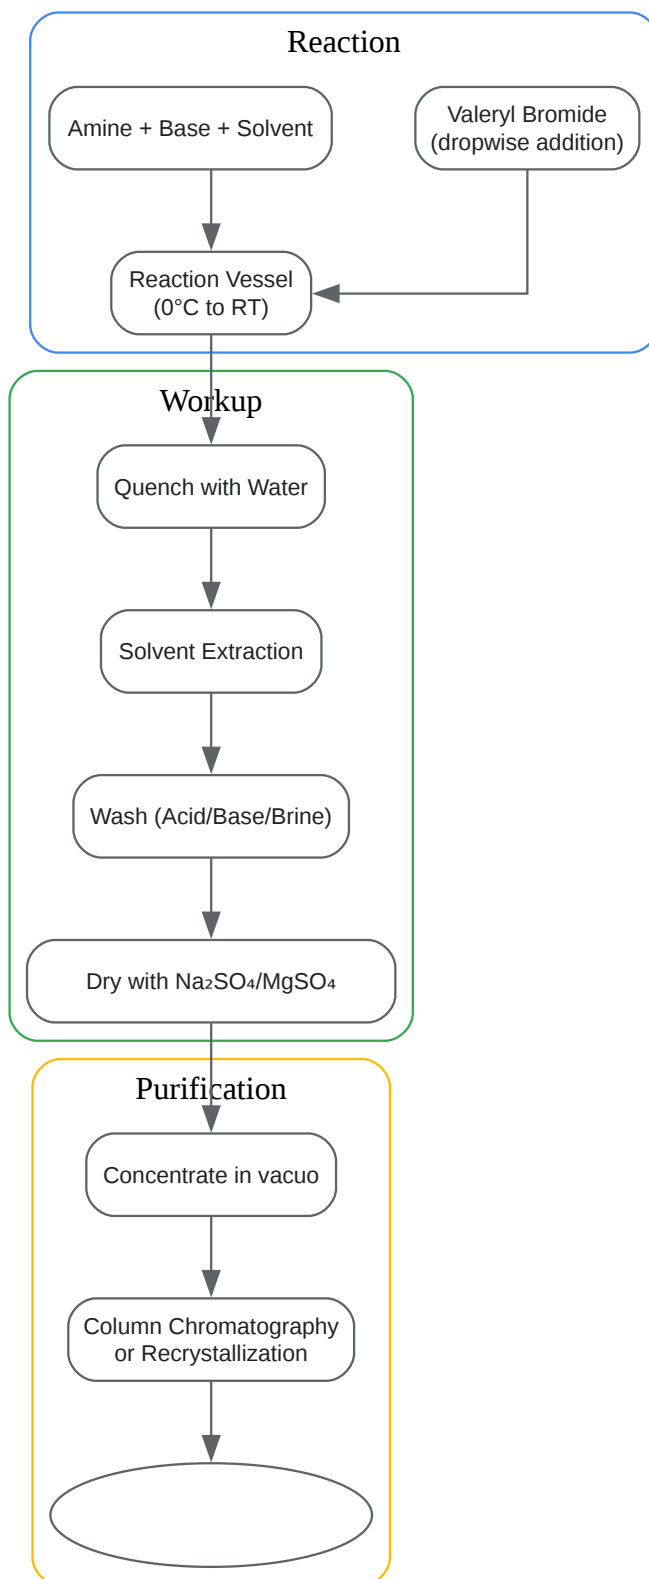 Reaction
Amine + Base + Solvent
Valeryl Bromide
(dropwise addition)
Reaction Vessel
(0°C to RT)
Workup
Quench with Water
Solvent Extraction
Wash (Acid/Base/Brine)
Dry with Na₂SO₄/MgSO₄
Purification
Concentrate in vacuo
Column Chromatography
or Recrystallization